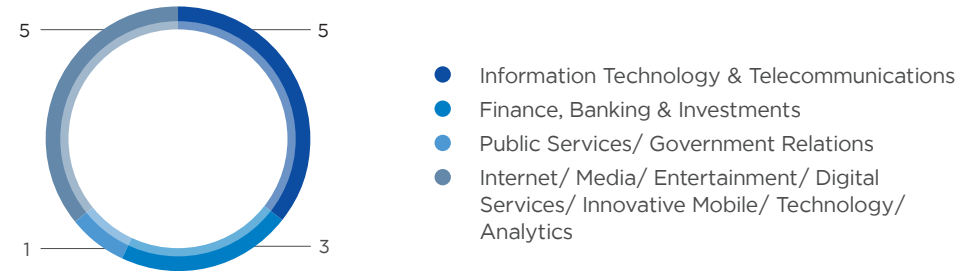 5
5
1
3
Information Technology & Telecommunications
Finance, Banking & Investments
Public Services/ Government Relations
Internet/ Media/ Entertainment/ Digital
Services/ Innovative Mobile/ Technology/
Analytics